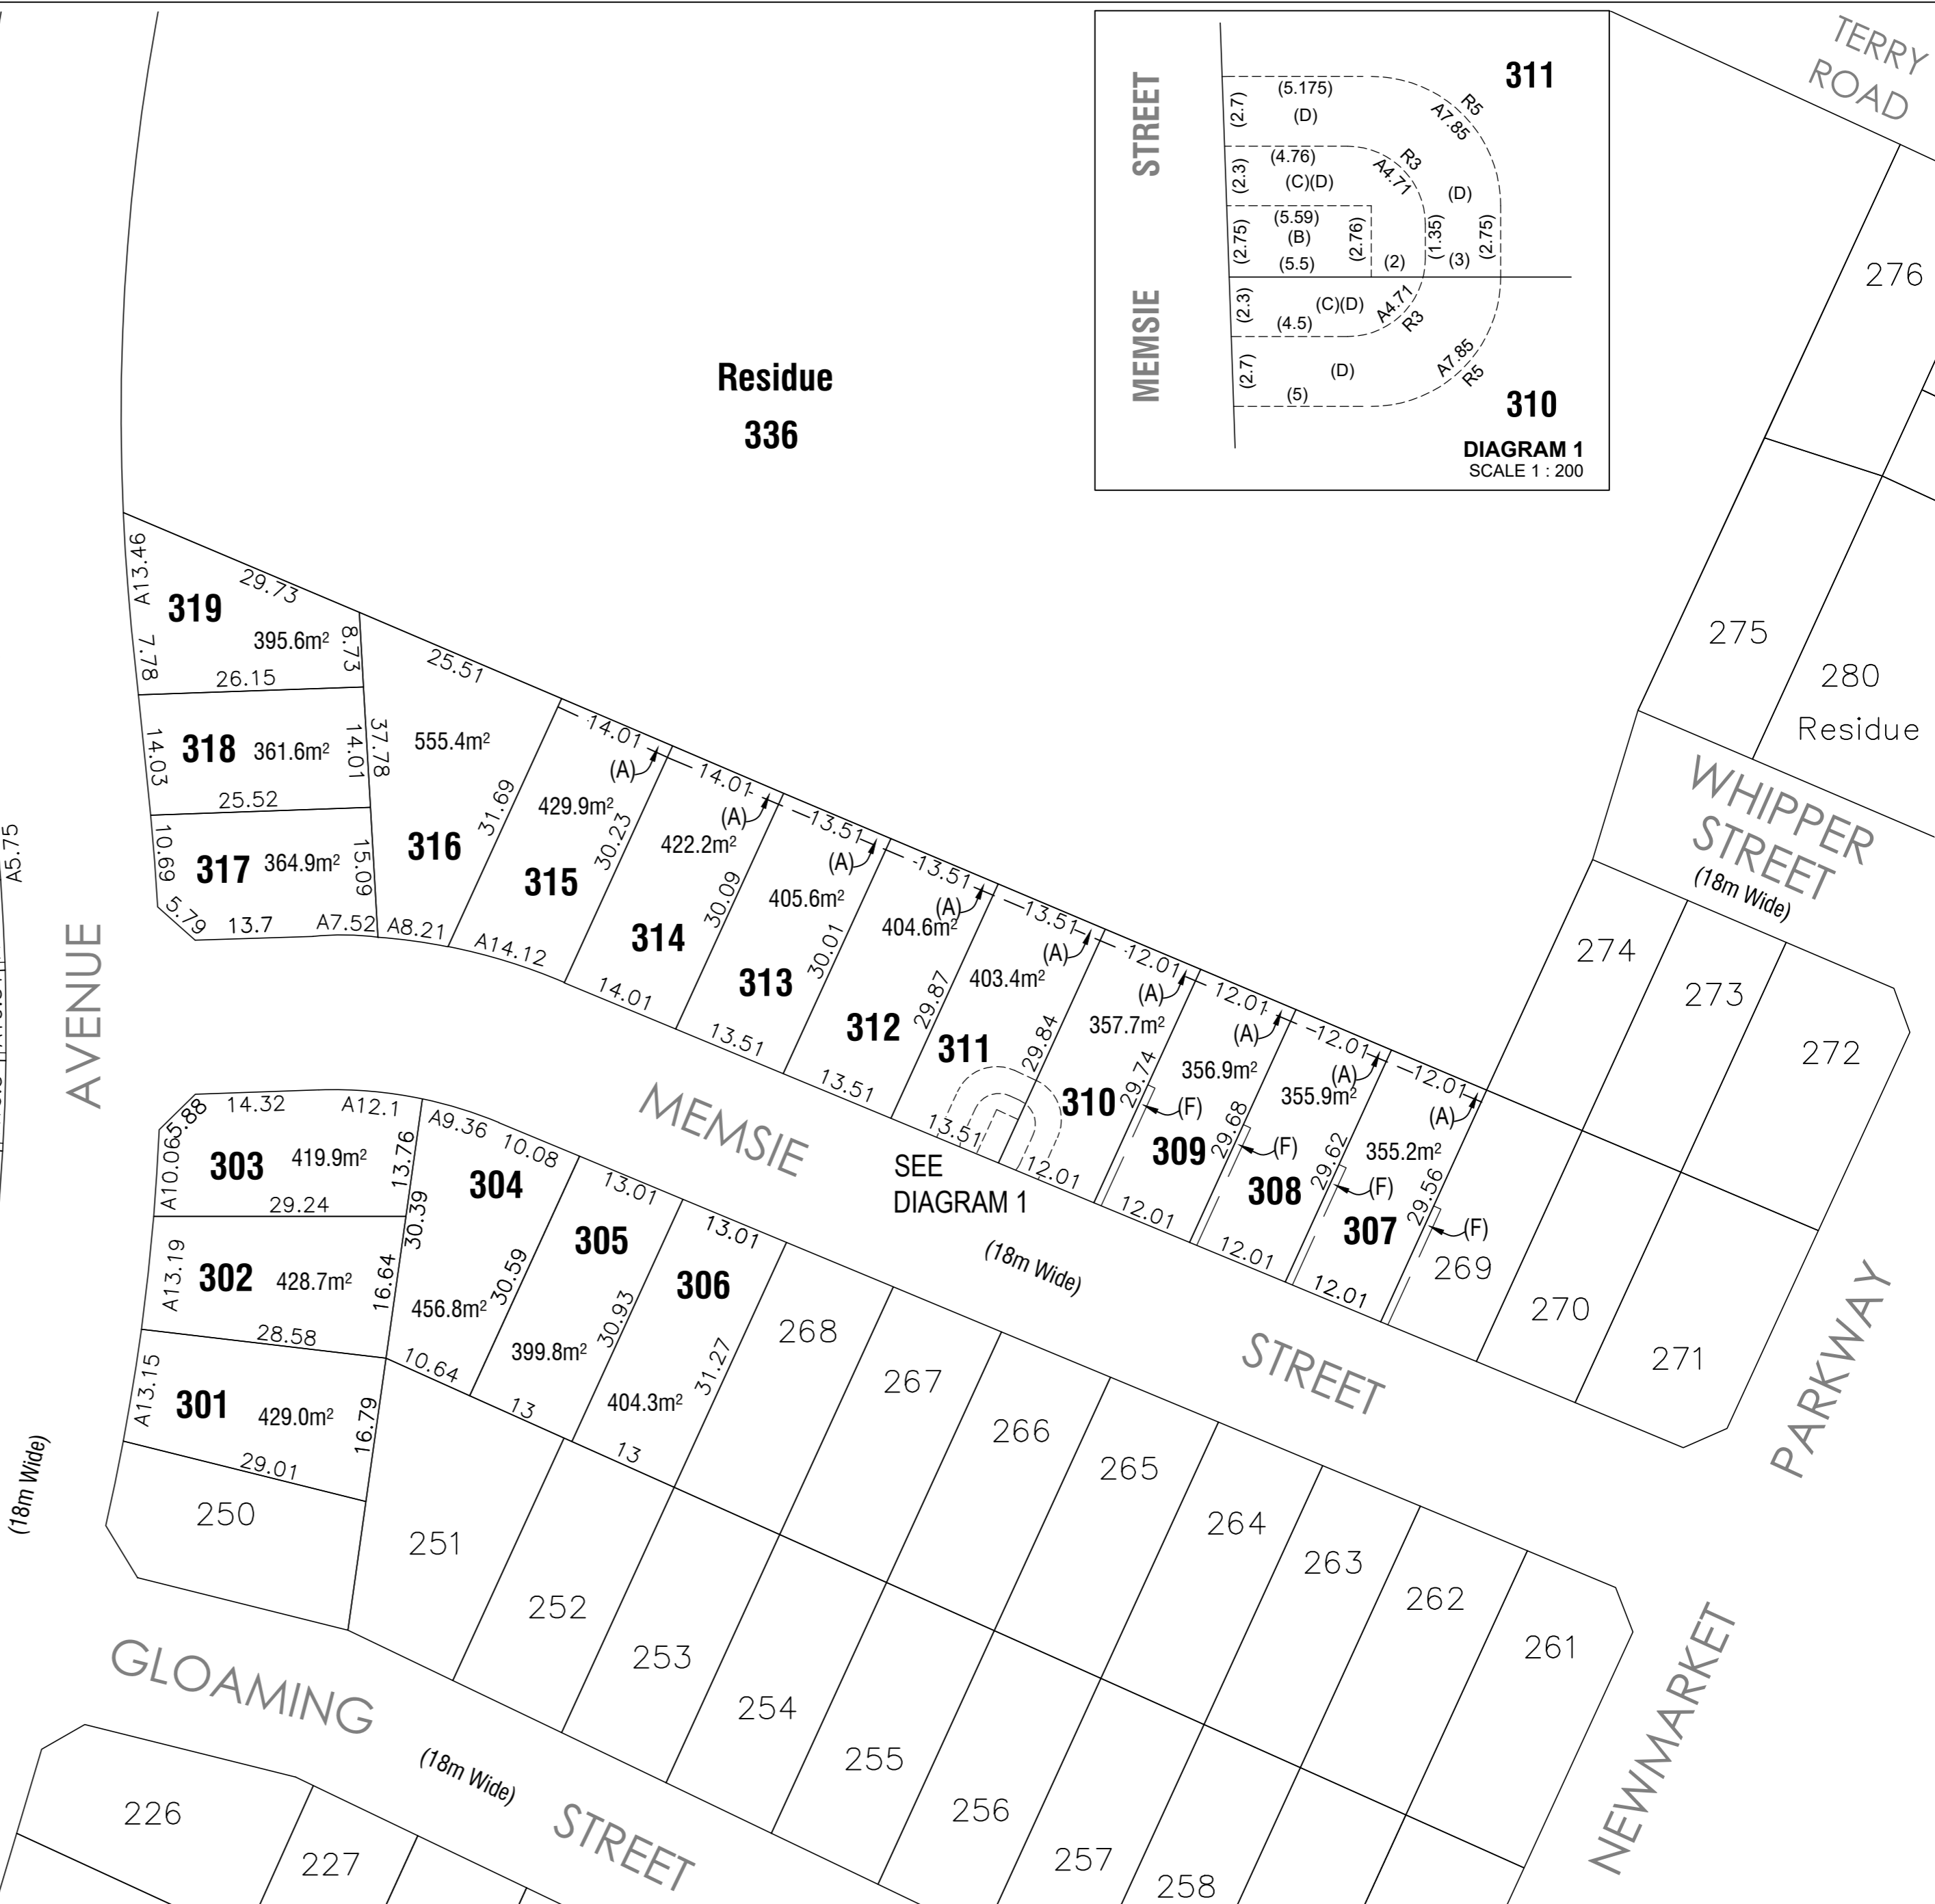 TERRY
ROAD
STREET
MEMSIE
311
(5.175)
(D)
(2.7)
R5
A7.85
(4.76)
(C)(D)
(2.3)
R3
A4.71
(D)
(5.59)
(B)
(5.5)
(2.75)
(2.76)
(2)
(1.35)
(3)
(2.75)
(2.3)
(C)(D)
(4.5)
A4.71
R3
(2.7)
(D)
(5)
A7.85
R5
310
DIAGRAM 1
SCALE 1 : 200
276
275
280
Residue
Residue
336
WHIPPER
STREET
(18m Wide)
A13.46
29.73
319
395.6m²
7.78
8.73
26.15
14.03
318
361.6m²
14.01
37.78
25.52
10.69
317
364.9m²
15.09
5.79
13.7
A7.52
25.51
555.4m²
316
31.69
A8.21
14.01
(A)
429.9m²
315
30.23
A14.12
14.01
(A)
422.2m²
314
30.09
14.01
13.51
(A)
405.6m²
313
30.01
13.51
13.51
(A)
404.6m²
312
29.87
13.51
13.51
(A)
403.4m²
311
29.84
13.51
12.01
(A)
357.7m²
310
29.74
(F)
12.01
12.01
(A)
356.9m²
309
29.68
(F)
12.01
12.01
(A)
355.9m²
308
29.62
(F)
12.01
12.01
(A)
355.2m²
307
29.56
(F)
12.01
269
274
273
272
270
271
A5.75
AVENUE
(18m Wide)
MEMSIE
SEE
DIAGRAM 1
(18m Wide)
STREET
PARKWAY
NEWMARKET
5.88
14.32
A12.1
A10.06
303
419.9m²
13.76
29.24
A13.19
302
428.7m²
16.64
28.58
A13.15
301
429.0m²
16.79
29.01
A9.36
10.08
304
30.39
456.8m²
30.59
10.64
13.01
305
399.8m²
30.93
13
13.01
306
404.3m²
31.27
13
268
267
266
265
264
263
262
261
250
251
252
253
254
255
256
257
258
GLOAMING
(18m Wide)
STREET
226
227